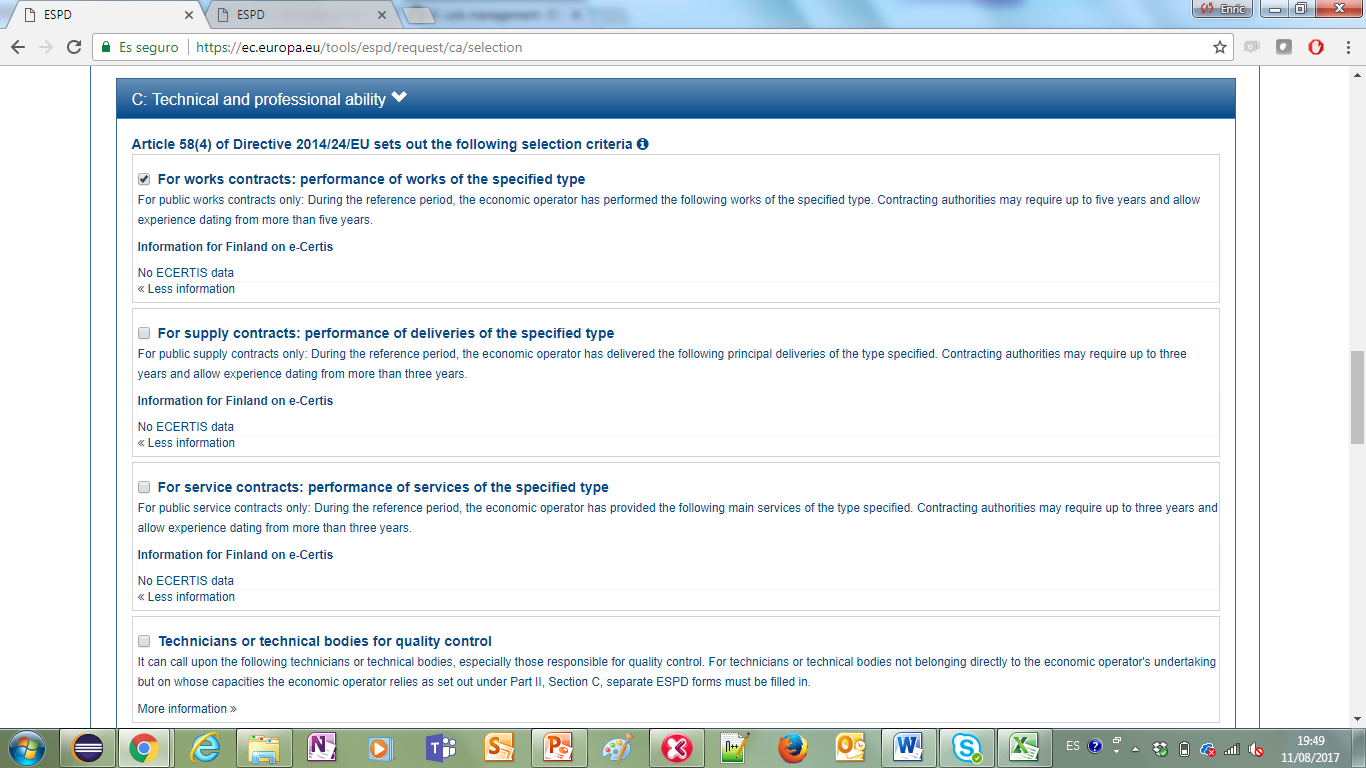 ESPD
ESPD
Enric
Es seguro
https://ec.europa.eu/tools/espd/request/ca/selection
C: Technical and professional ability
Article 58(4) of Directive 2014/24/EU sets out the following selection criteria
For works contracts: performance of works of the specified type
For public works contracts only: During the reference period, the economic operator has performed the following works of the specified type. Contracting authorities may require up to five years and allow
experience dating from more than five years.
Information for Finland on e-Certis
No ECERTIS data
« Less information
For supply contracts: performance of deliveries of the specified type
For public supply contracts only: During the reference period, the economic operator has delivered the following principal deliveries of the type specified. Contracting authorities may require up to three
years and allow experience dating from more than three years.
Information for Finland on e-Certis
No ECERTIS data
« Less information
For service contracts: performance of services of the specified type
For public service contracts only: During the reference period, the economic operator has provided the following main services of the type specified. Contracting authorities may require up to three years and
allow experience dating from more than three years.
Information for Finland on e-Certis
No ECERTIS data
« Less information
Technicians or technical bodies for quality control
It can call upon the following technicians or technical bodies, especially those responsible for quality control. For technicians or technical bodies not belonging directly to the economic operator's undertaking
but on whose capacities the economic operator relies as set out under Part II, Section C, separate ESPD forms must be filled in.
More information »
ES
19:49
11/08/2017